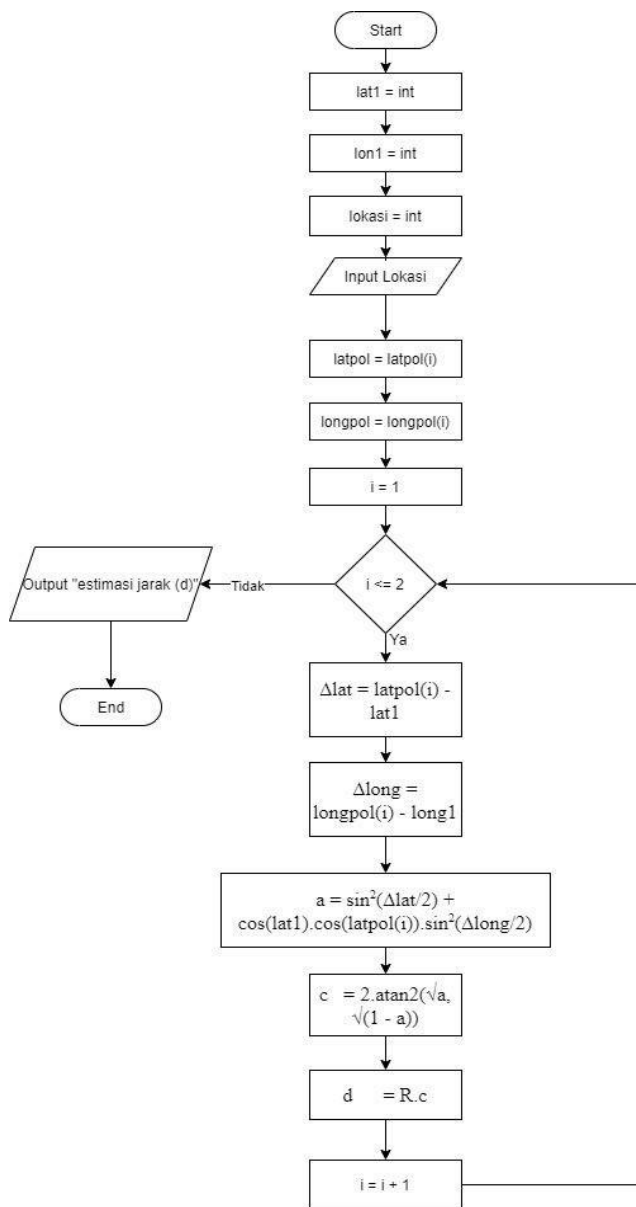 Start
lat1 = int
lon1 = int
lokasi = int
Input Lokasi
latpol = latpol(i)
longpol = longpol(i)
i = 1
i <= 2
Tidak
Output "estimasi jarak (d)"
End
Ya
Δlat = latpol(i) -
lat1
Δlong =
longpol(i) - long1
a = sin²(Δlat/2) +
cos(lat1).cos(latpol(i)).sin²(Δlong/2)
c = 2.atan2(√a,
√(1 - a))
d = R.c
i = i + 1